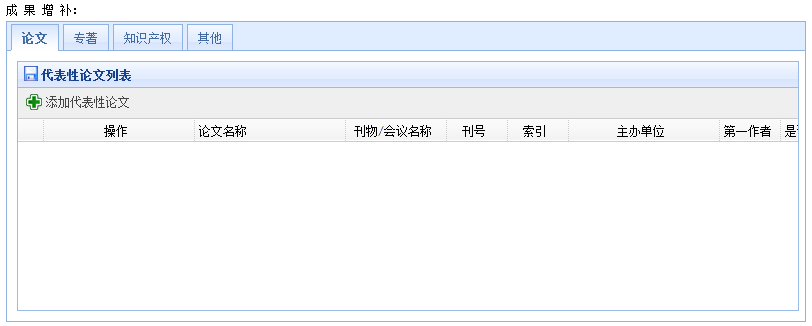 成 果 增 补:
论文 专著 知识产权 其他
代表性论文列表
添加代表性论文
操作 论文名称 刊物/会议名称 刊号 索引 主办单位 第一作者 是